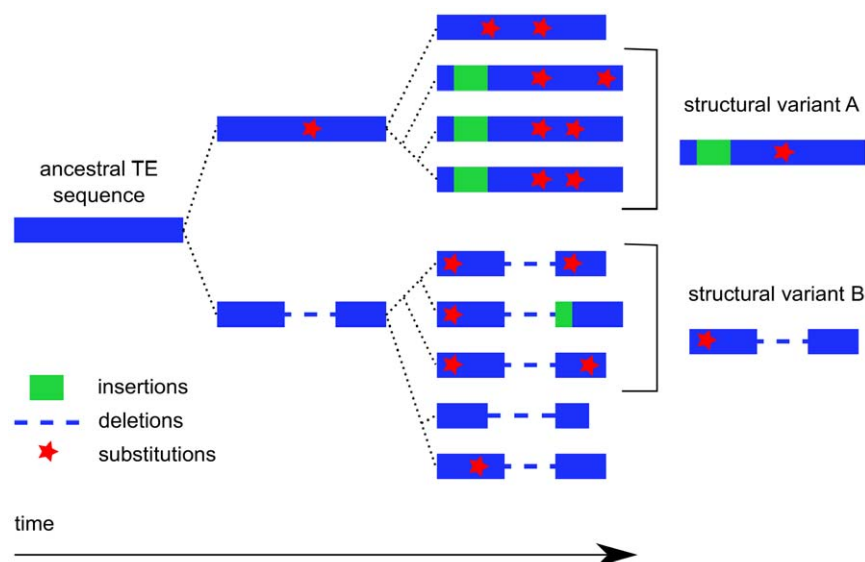 ancestral TE
sequence
structural variant A
structural variant B
insertions
deletions
substitutions
time